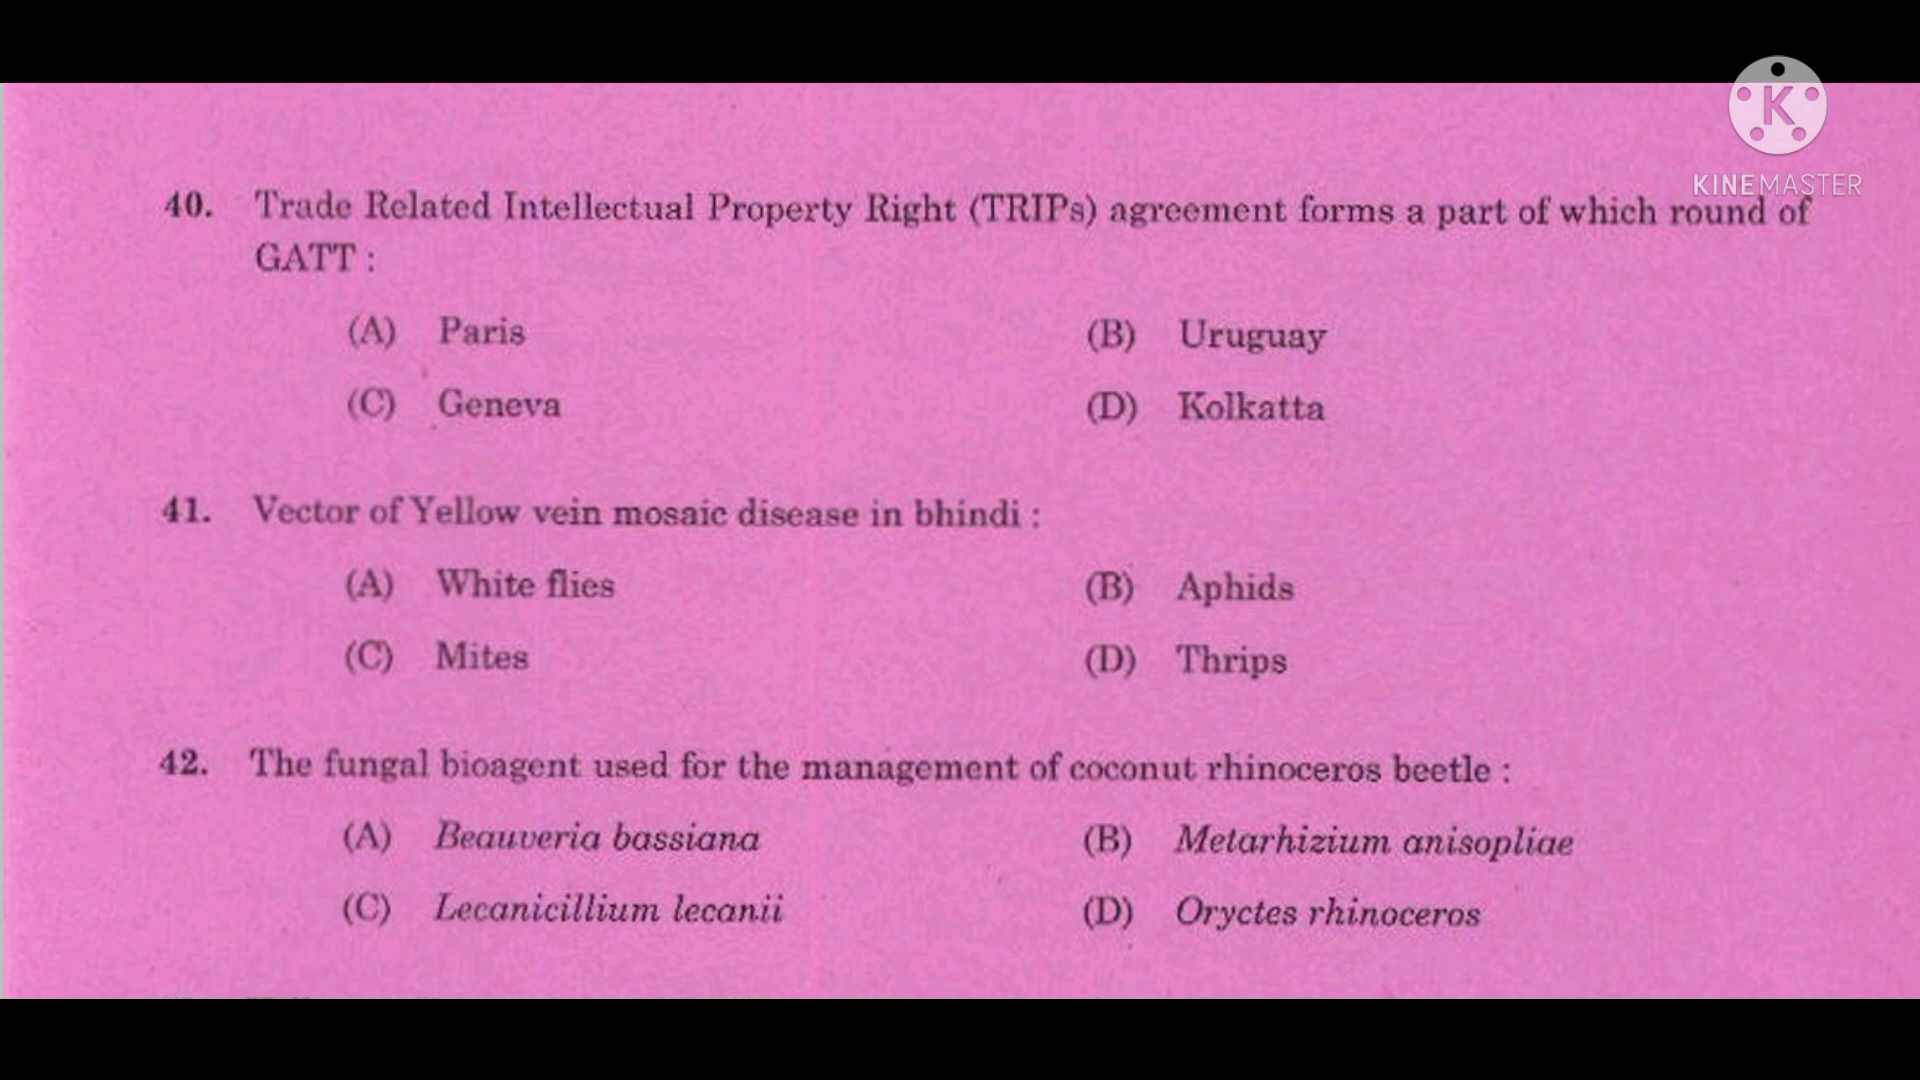 KINEMASTER
40. Trade Related Intellectual Property Right (TRIPs) agreement forms a part of which round of
GATT :
(A) Paris (B) Uruguay
(C) Geneva (D) Kolkatta
41. Vector of Yellow vein mosaic disease in bhindi :
(A) White flies (B) Aphids
(C) Mites (D) Thrips
42. The fungal bioagent used for the management of coconut rhinoceros beetle :
(A) Beauveria bassiana (B) Metarhizium anisopliae
(C) Lecanicillium lecanii (D) Oryctes rhinoceros